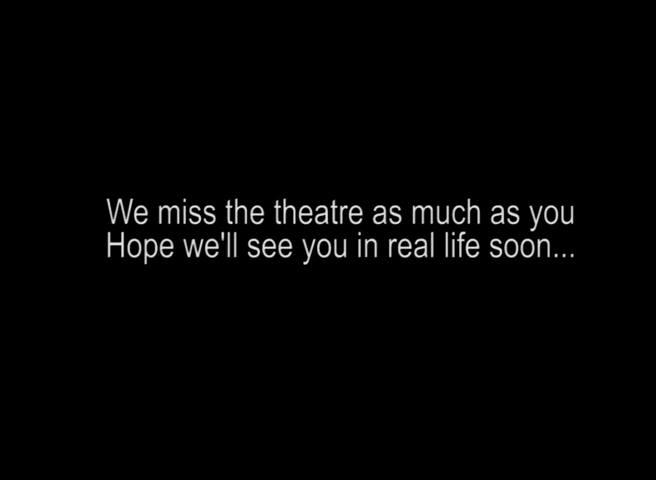 We miss the theatre as much as you
Hope we'll see you in real life soon...